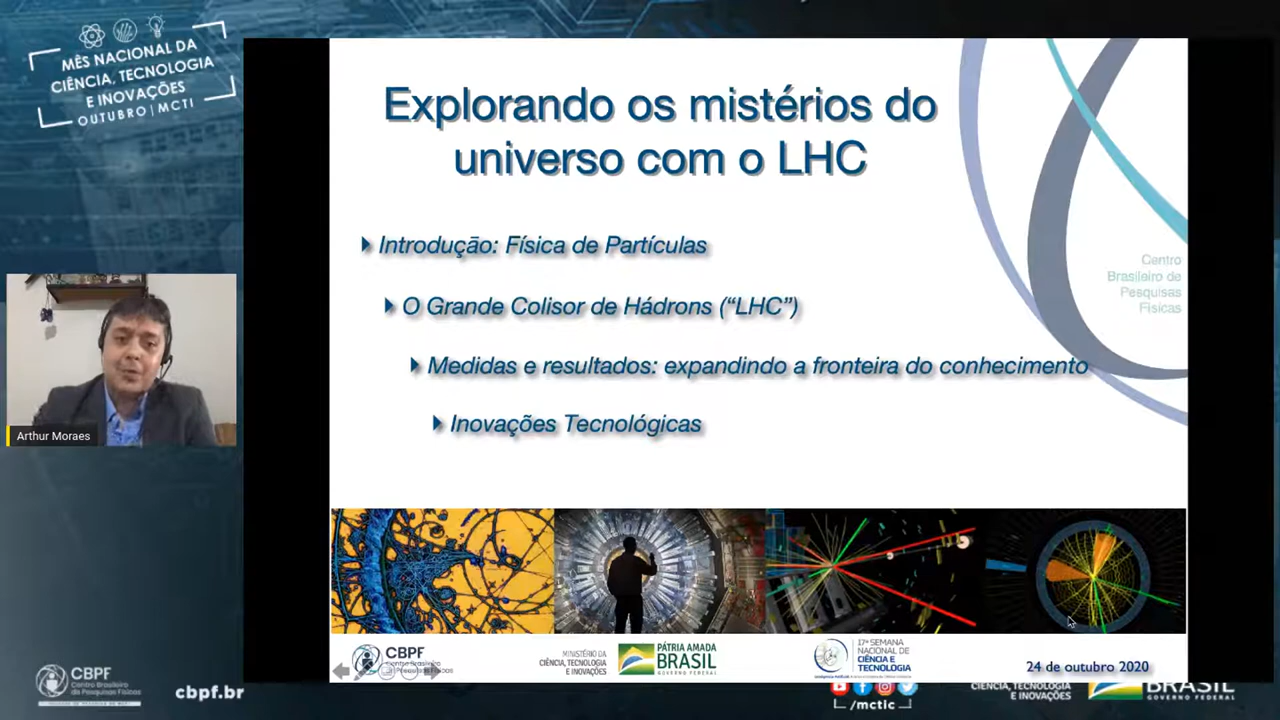 MÊS NACIONAL DA
CIÊNCIA, TECNOLOGIA
E INOVAÇÕES
OUTUBRO | MCTI
Explorando os mistérios do
universo com o LHC
Introdução: Física de Partículas
O Grande Colisor de Hádrons ("LHC")
Medidas e resultados: expandindo a fronteira do conhecimento
Inovações Tecnológicas
Centro
Brasileiro de
Pesquisas
Físicas
Arthur Moraes
CBPF
MINISTÉRIO DA
CIÊNCIA, TECNOLOGIA
E INOVAÇÕES
PÁTRIA AMADA
BRASIL
GOVERNO FEDERAL
17ª SEMANA
NACIONAL DE
CIÊNCIA E
TECNOLOGIA
24 de outubro 2020
CBPF
Centro Brasileiro
de Pesquisas Físicas
cbpf.br
/mctic
CIÊNCIA, TECNOLOGIA
E INOVAÇÕES
BRASIL
GOVERNO FEDERAL